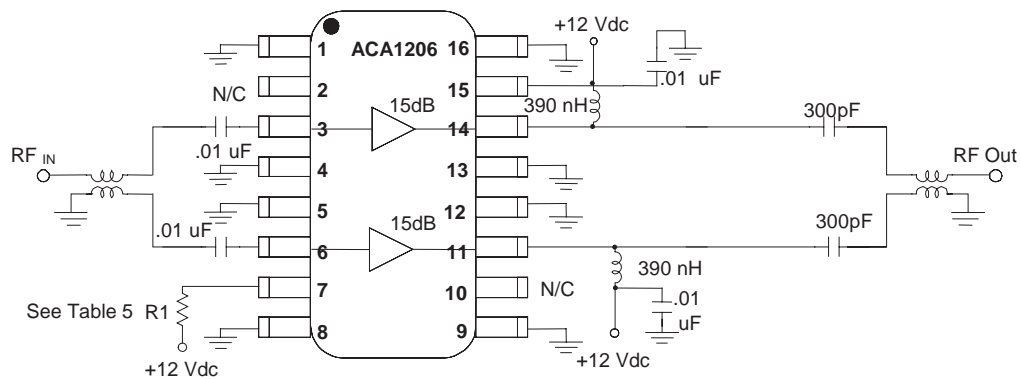 +12 Vdc
1
ACA1206
16
2
15
.01 uF
N/C
15dB
390 nH
300pF
3
14
.01 uF
RF IN
4
13
RF Out
5
12
.01 uF
15dB
300pF
6
11
390 nH
7
10
N/C
See Table 5 R1
.01
uF
8
9
+12 Vdc
+12 Vdc